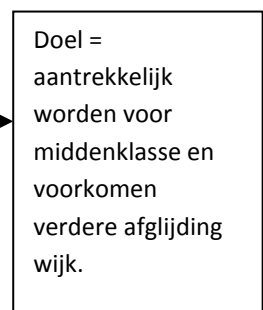 Doel =
aantrekkelijk
worden voor
middenklasse en
voorkomen
verdere afglijding
wijk.